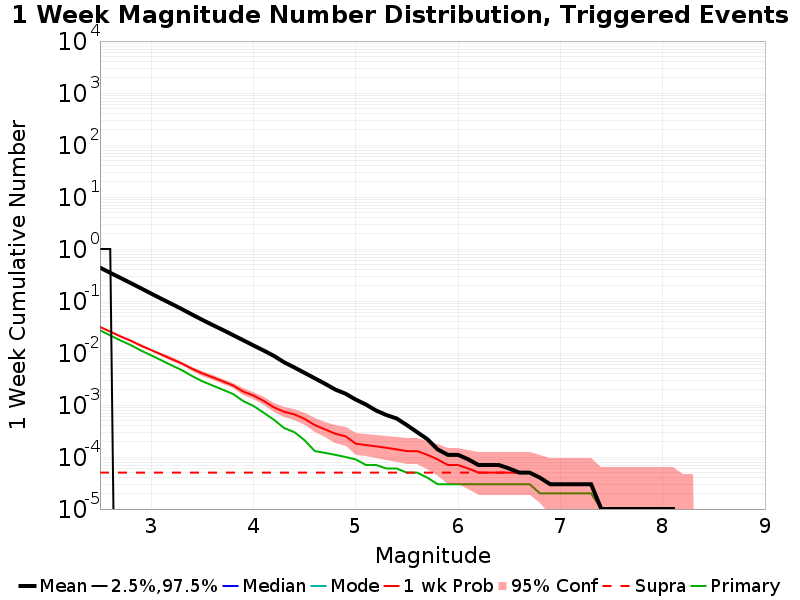 1 Week Magnitude Number Distribution, Triggered Events
1 Week Cumulative Number
10^4
10^3
10^2
10^1
10^0
10^-1
10^-2
10^-3
10^-4
10^-5
3 4 5 6 7 8 9
Magnitude
Mean 2.5%,97.5% Median Mode 1 wk Prob 95% Conf Supra Primary